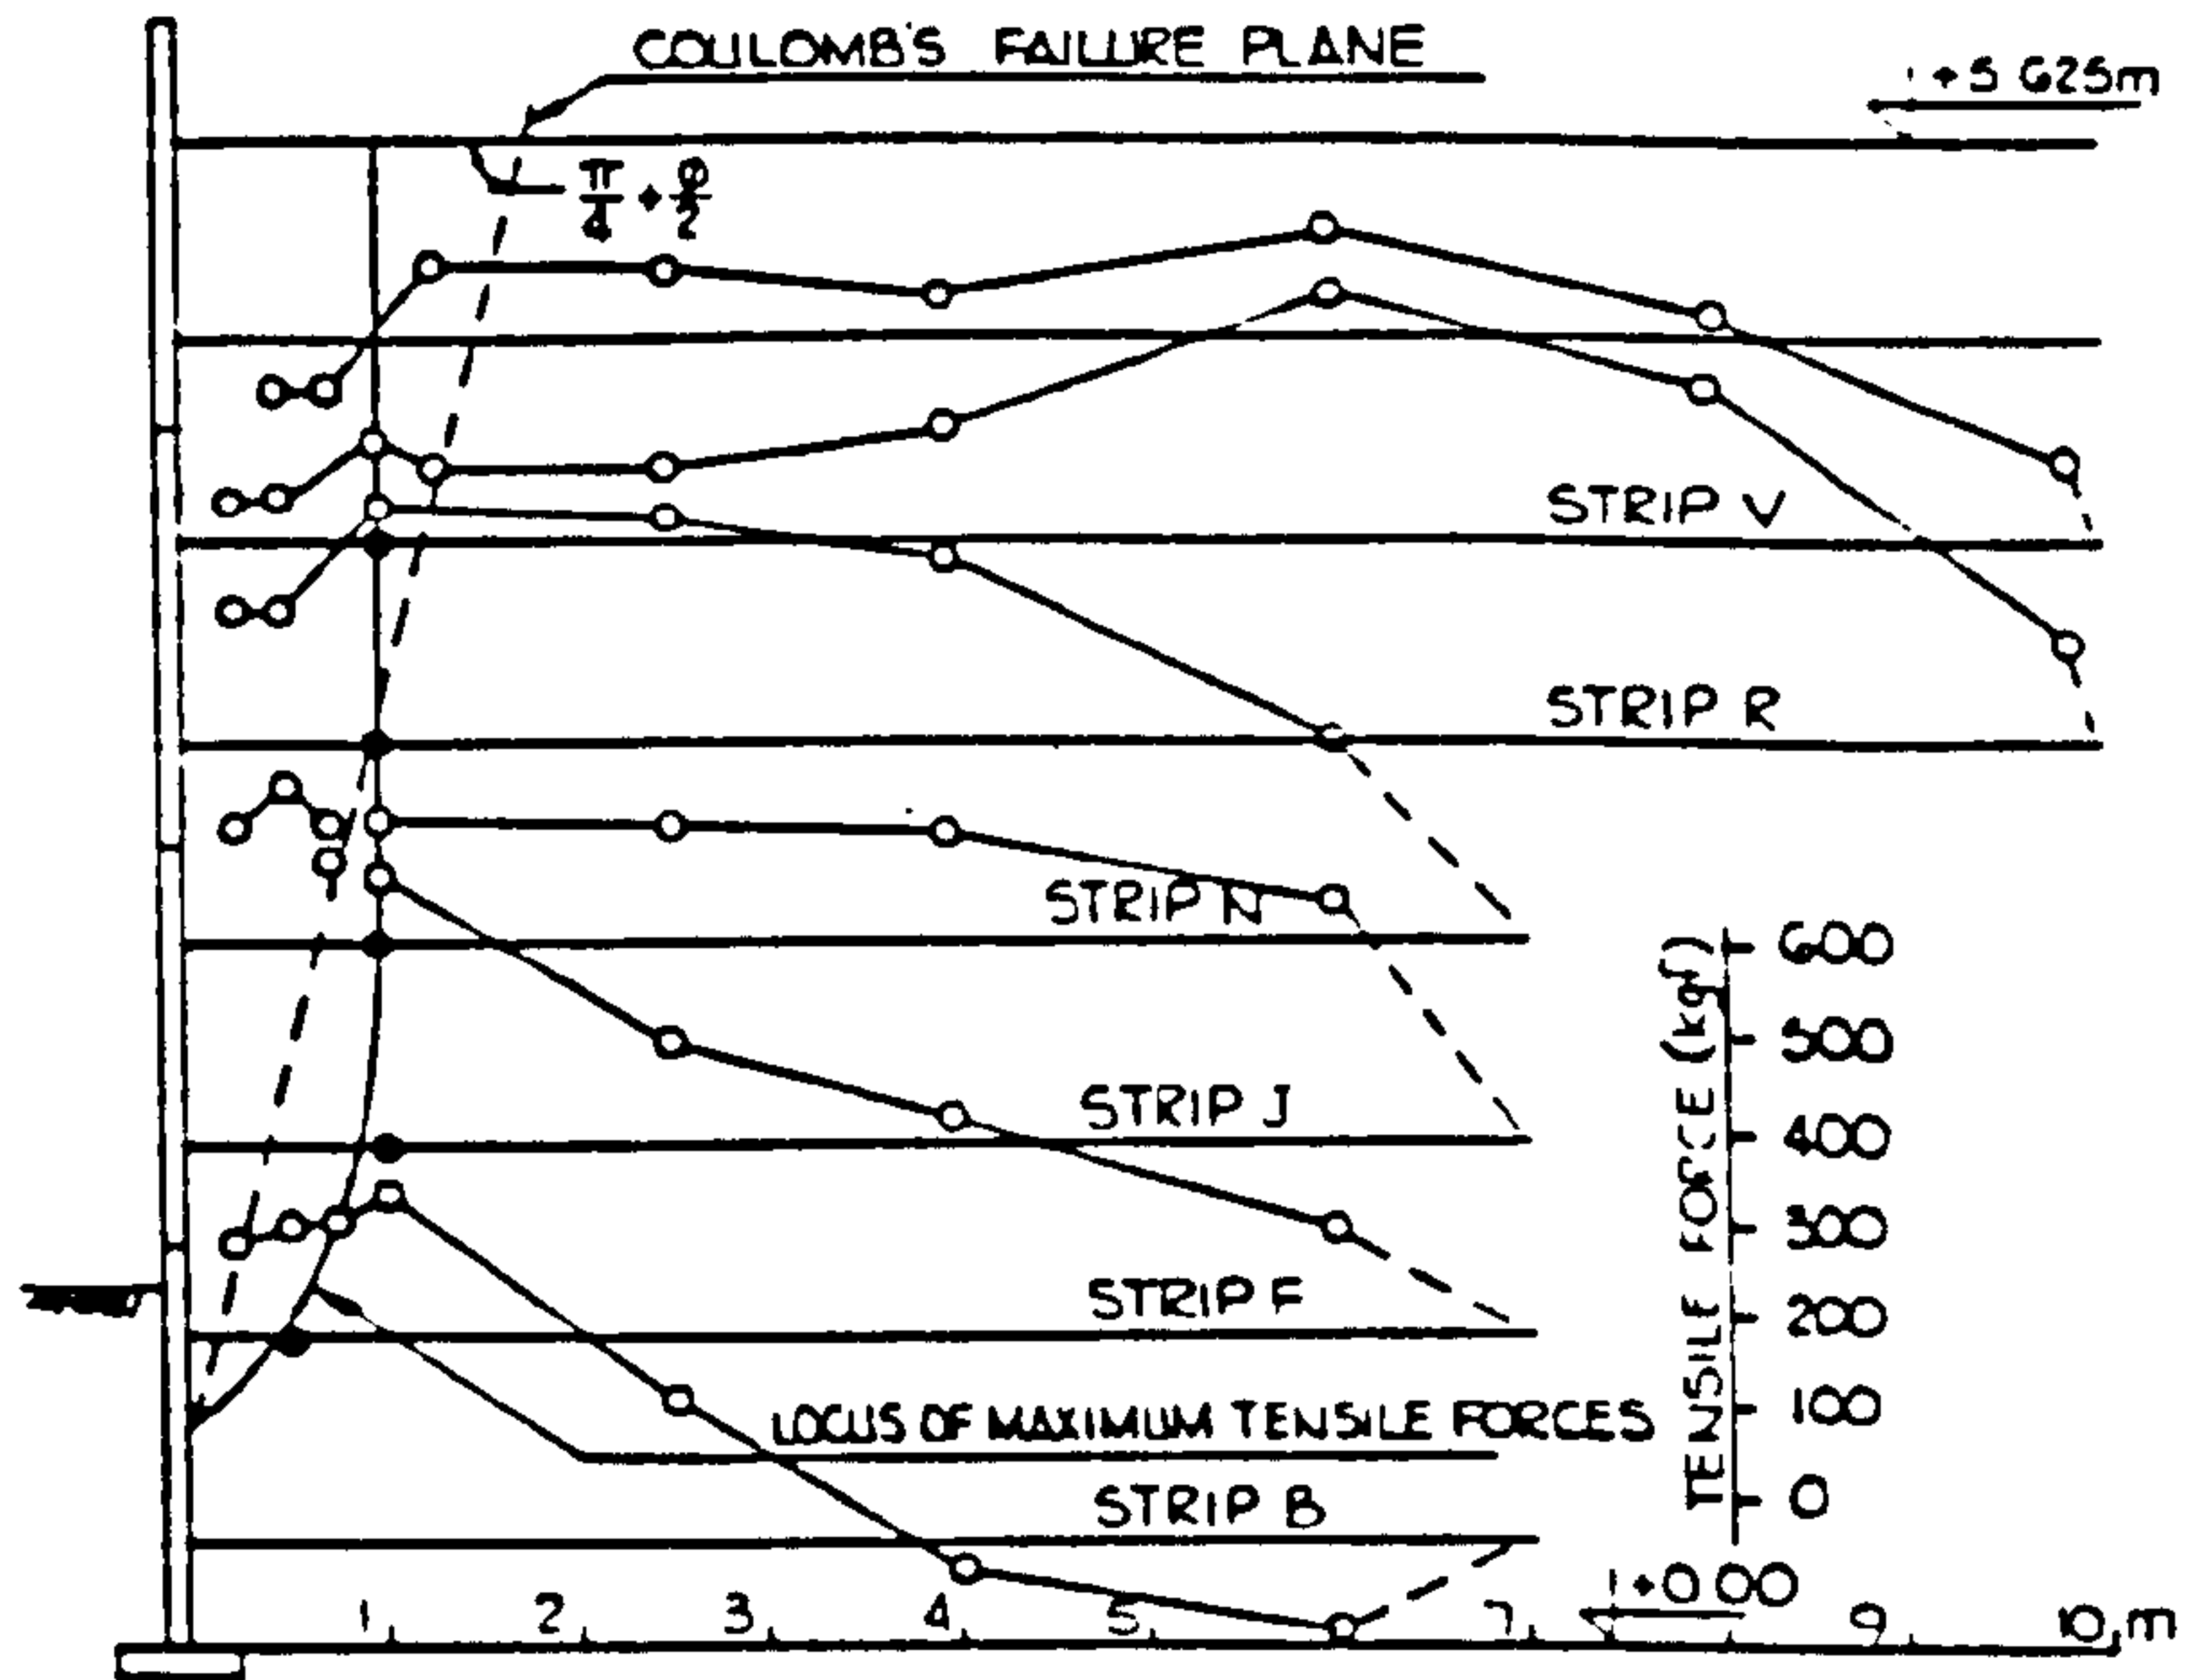 COULOMB'S FAILURE PLANE
+5 625m
π/4 + φ/2
STRIP V
STRIP R
STRIP N
600
500
STRIP J
400
300
STRIP F
200
TENSILE FORCE (kgf)
100
LOCUS OF MAXIMUM TENSILE FORCES
STRIP B
0
+0 00
1 2 3 4 5 7 9 10 m